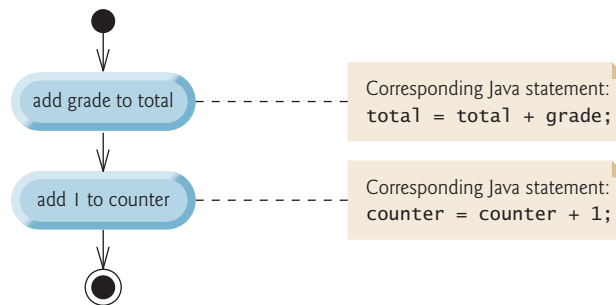 add grade to total
Corresponding Java statement:
total = total + grade;
add 1 to counter
Corresponding Java statement:
counter = counter + 1;